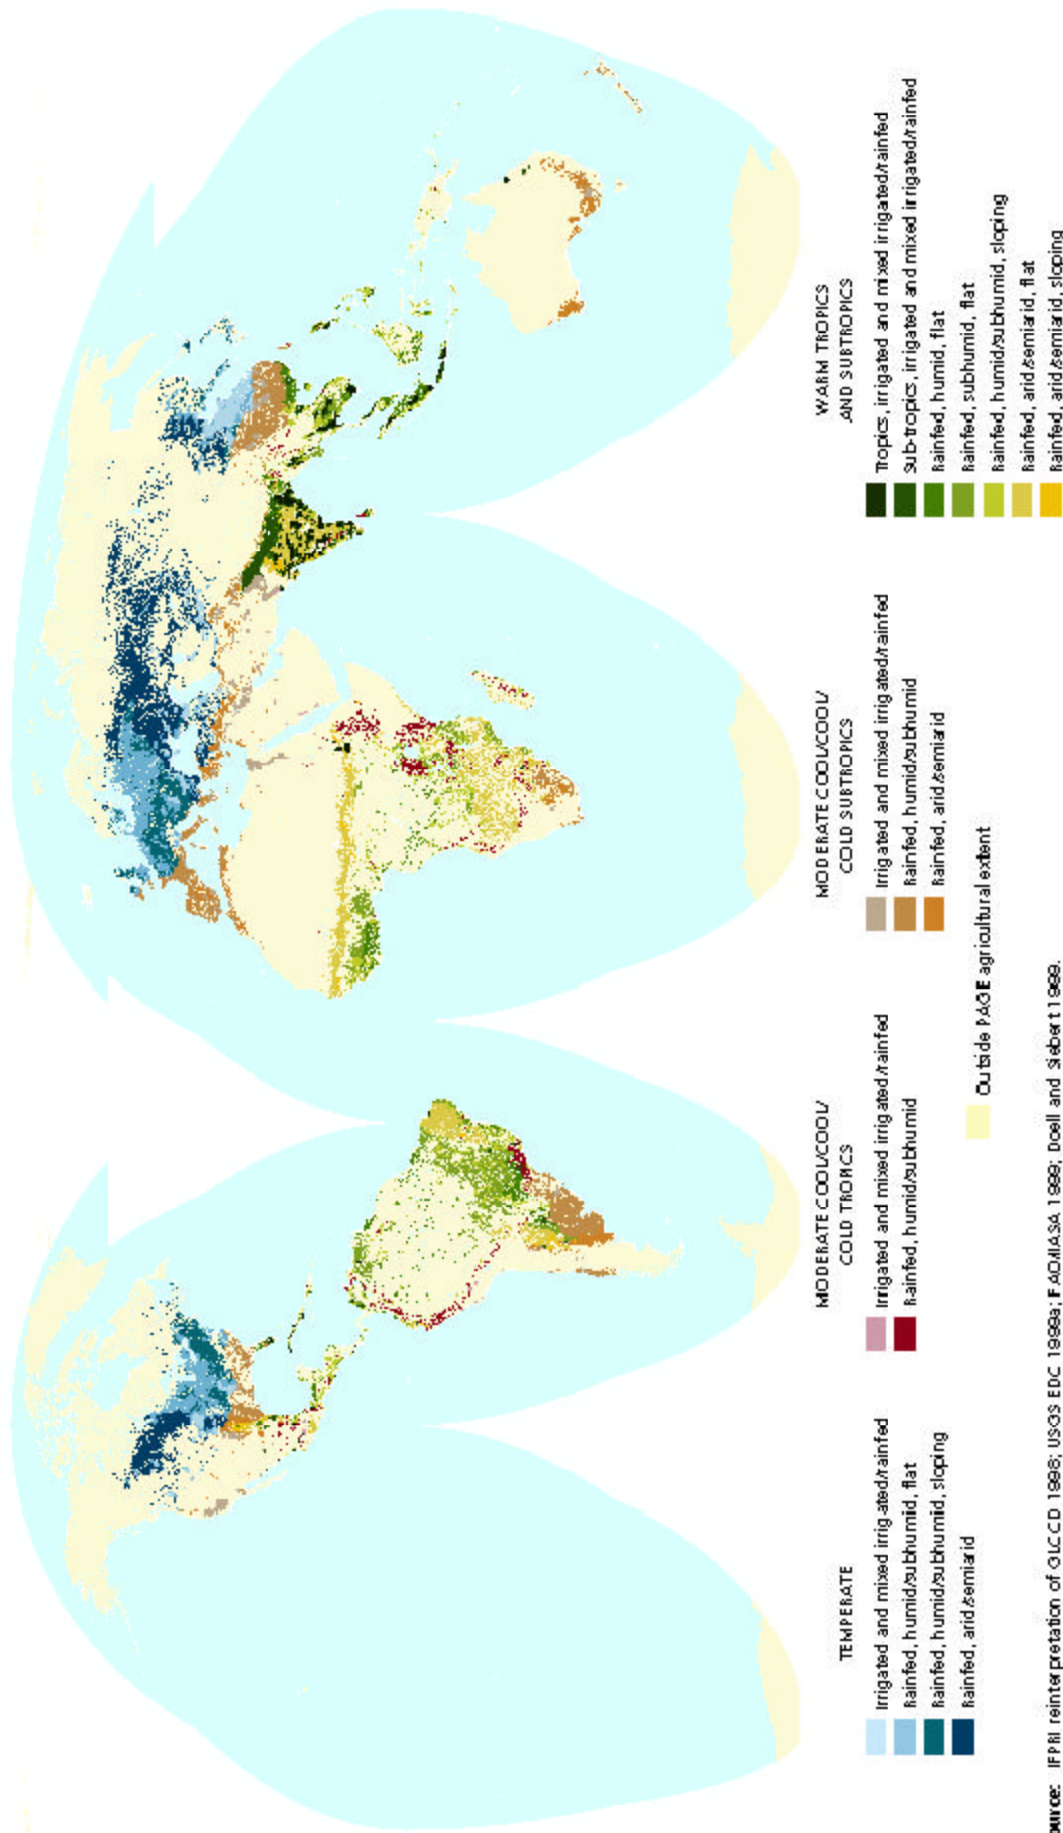 TEMPERATE
Irrigated and mixed irrigated/rainfed
Rainfed, humid/subhumid, flat
Rainfed, humid/subhumid, sloping
Rainfed, arid/semiarid
MODERATE COOL/COOL/
COLD TROPICS
Irrigated and mixed irrigated/rainfed
Rainfed, humid/subhumid
MODERATE COOL/COOL/
COLD SUBTROPICS
Irrigated and mixed irrigated/rainfed
Rainfed, humid/subhumid
Rainfed, arid/semiarid
WARM TROPICS
AND SUBTROPICS
Tropics, irrigated and mixed irrigated/rainfed
Sub-tropics, irrigated and mixed irrigated/rainfed
Rainfed, humid, flat
Rainfed, subhumid, flat
Rainfed, humid/subhumid, sloping
Rainfed, arid/semiarid, flat
Rainfed, arid/semiarid, sloping
Outside PAGE agricultural extent
ource: IFPRI reinterpretation of GLCCD 1998; USGS EDC 1999a; FAO/IIASA 1999; Doell and Siebert 1999.